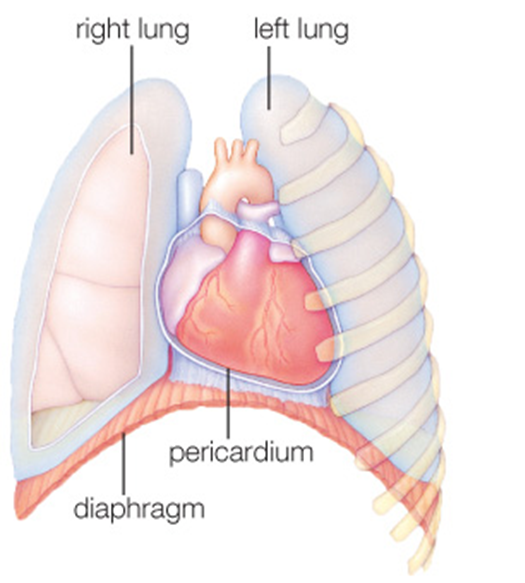 right lung
left lung
pericardium
diaphragm